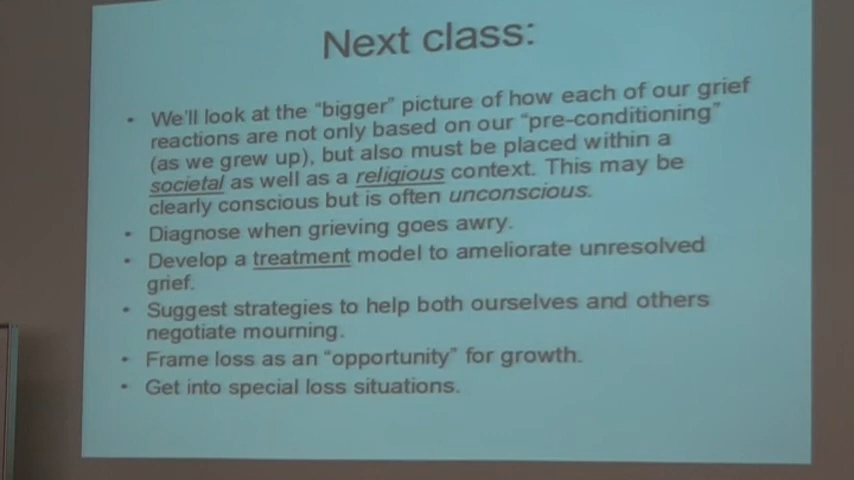 Next class:
• We'll look at the "bigger" picture of how each of our grief
reactions are not only based on our "pre-conditioning"
(as we grew up), but also must be placed within a
societal as well as a religious context. This may be
clearly conscious but is often unconscious.
• Diagnose when grieving goes awry.
• Develop a treatment model to ameliorate unresolved
grief.
• Suggest strategies to help both ourselves and others
negotiate mourning.
• Frame loss as an "opportunity" for growth.
• Get into special loss situations.